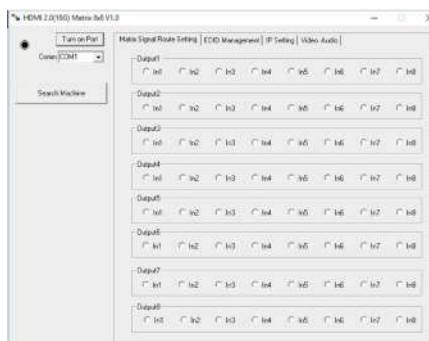 HDMI 2.0(18G) Matrix 8x8 V1.0
Turn on Port
Comm COM1
Search Machine
Matrix Signal Route Setting EDID Management IP Setting Video Audio
Output1
In1 In2 In3 In4 In5 In6 In7 In8
Output2
In1 In2 In3 In4 In5 In6 In7 In8
Output3
In1 In2 In3 In4 In5 In6 In7 In8
Output4
In1 In2 In3 In4 In5 In6 In7 In8
Output5
In1 In2 In3 In4 In5 In6 In7 In8
Output6
In1 In2 In3 In4 In5 In6 In7 In8
Output7
In1 In2 In3 In4 In5 In6 In7 In8
Output8
In1 In2 In3 In4 In5 In6 In7 In8